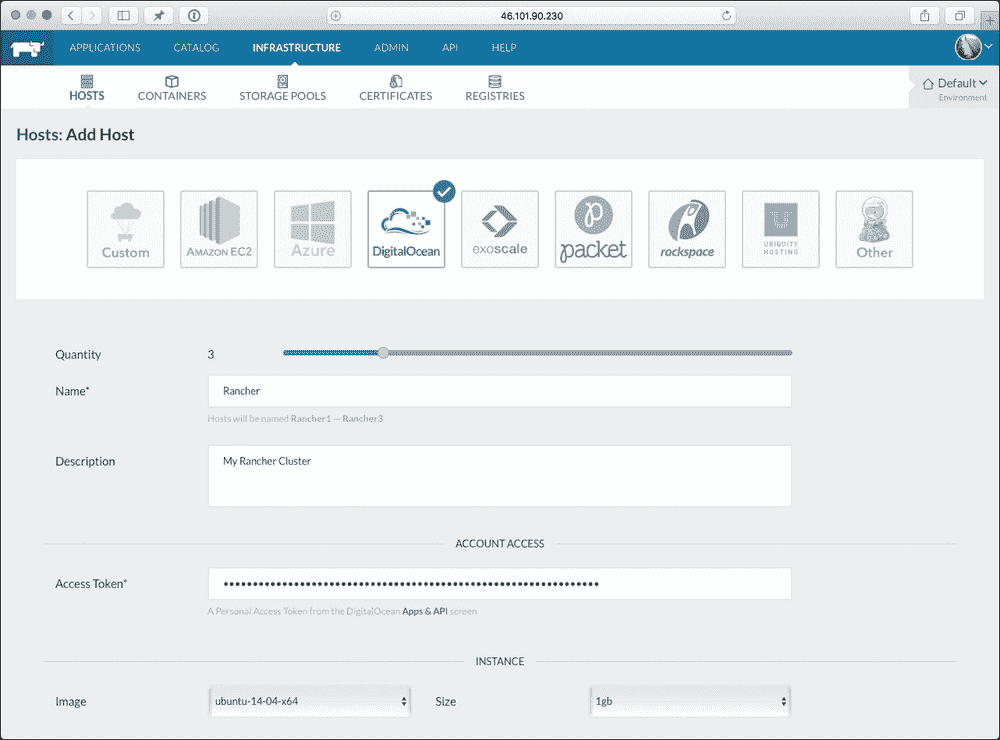 46.101.90.230
APPLICATIONS CATALOG INFRASTRUCTURE ADMIN API HELP
HOSTS CONTAINERS STORAGE POOLS CERTIFICATES REGISTRIES
Default
Environment
Hosts: Add Host
Custom AMAZON EC2 Azure DigitalOcean exoscale packet rackspace UBIQUITY HOSTING Other
Quantity 3
Name* Rancher
Hosts will be named Rancher1 — Rancher3
Description My Rancher Cluster
ACCOUNT ACCESS
Access Token* ••••••••••••••••••••••••••••••••••••••••••••••••••••••••••••••••
A Personal Access Token from the DigitalOcean Apps & API screen
INSTANCE
Image ubuntu-14-04-x64 Size 1gb